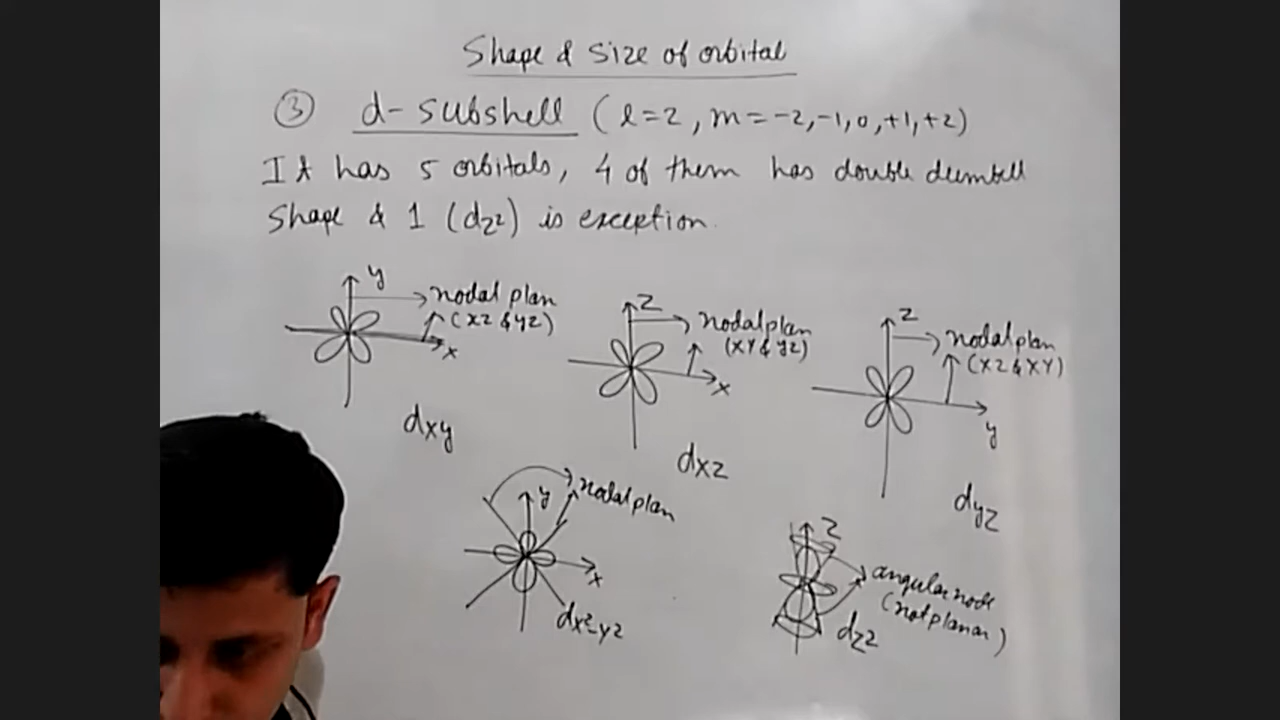 Shape & Size of orbital
③ d-subshell (l=2, m=-2,-1,0,+1,+2)
It has 5 orbitals, 4 of them has double dumbell
Shape & 1 (dz²) is exception.
y
nodal plan
(xz & yz)
x
dxy
z
nodal plan
(xy & yz)
x
dxz
z
nodal plan
(xz & xy)
y
dyz
y
nodal plan
x
dx²-y²
z
angular node
(not planar)
dz²